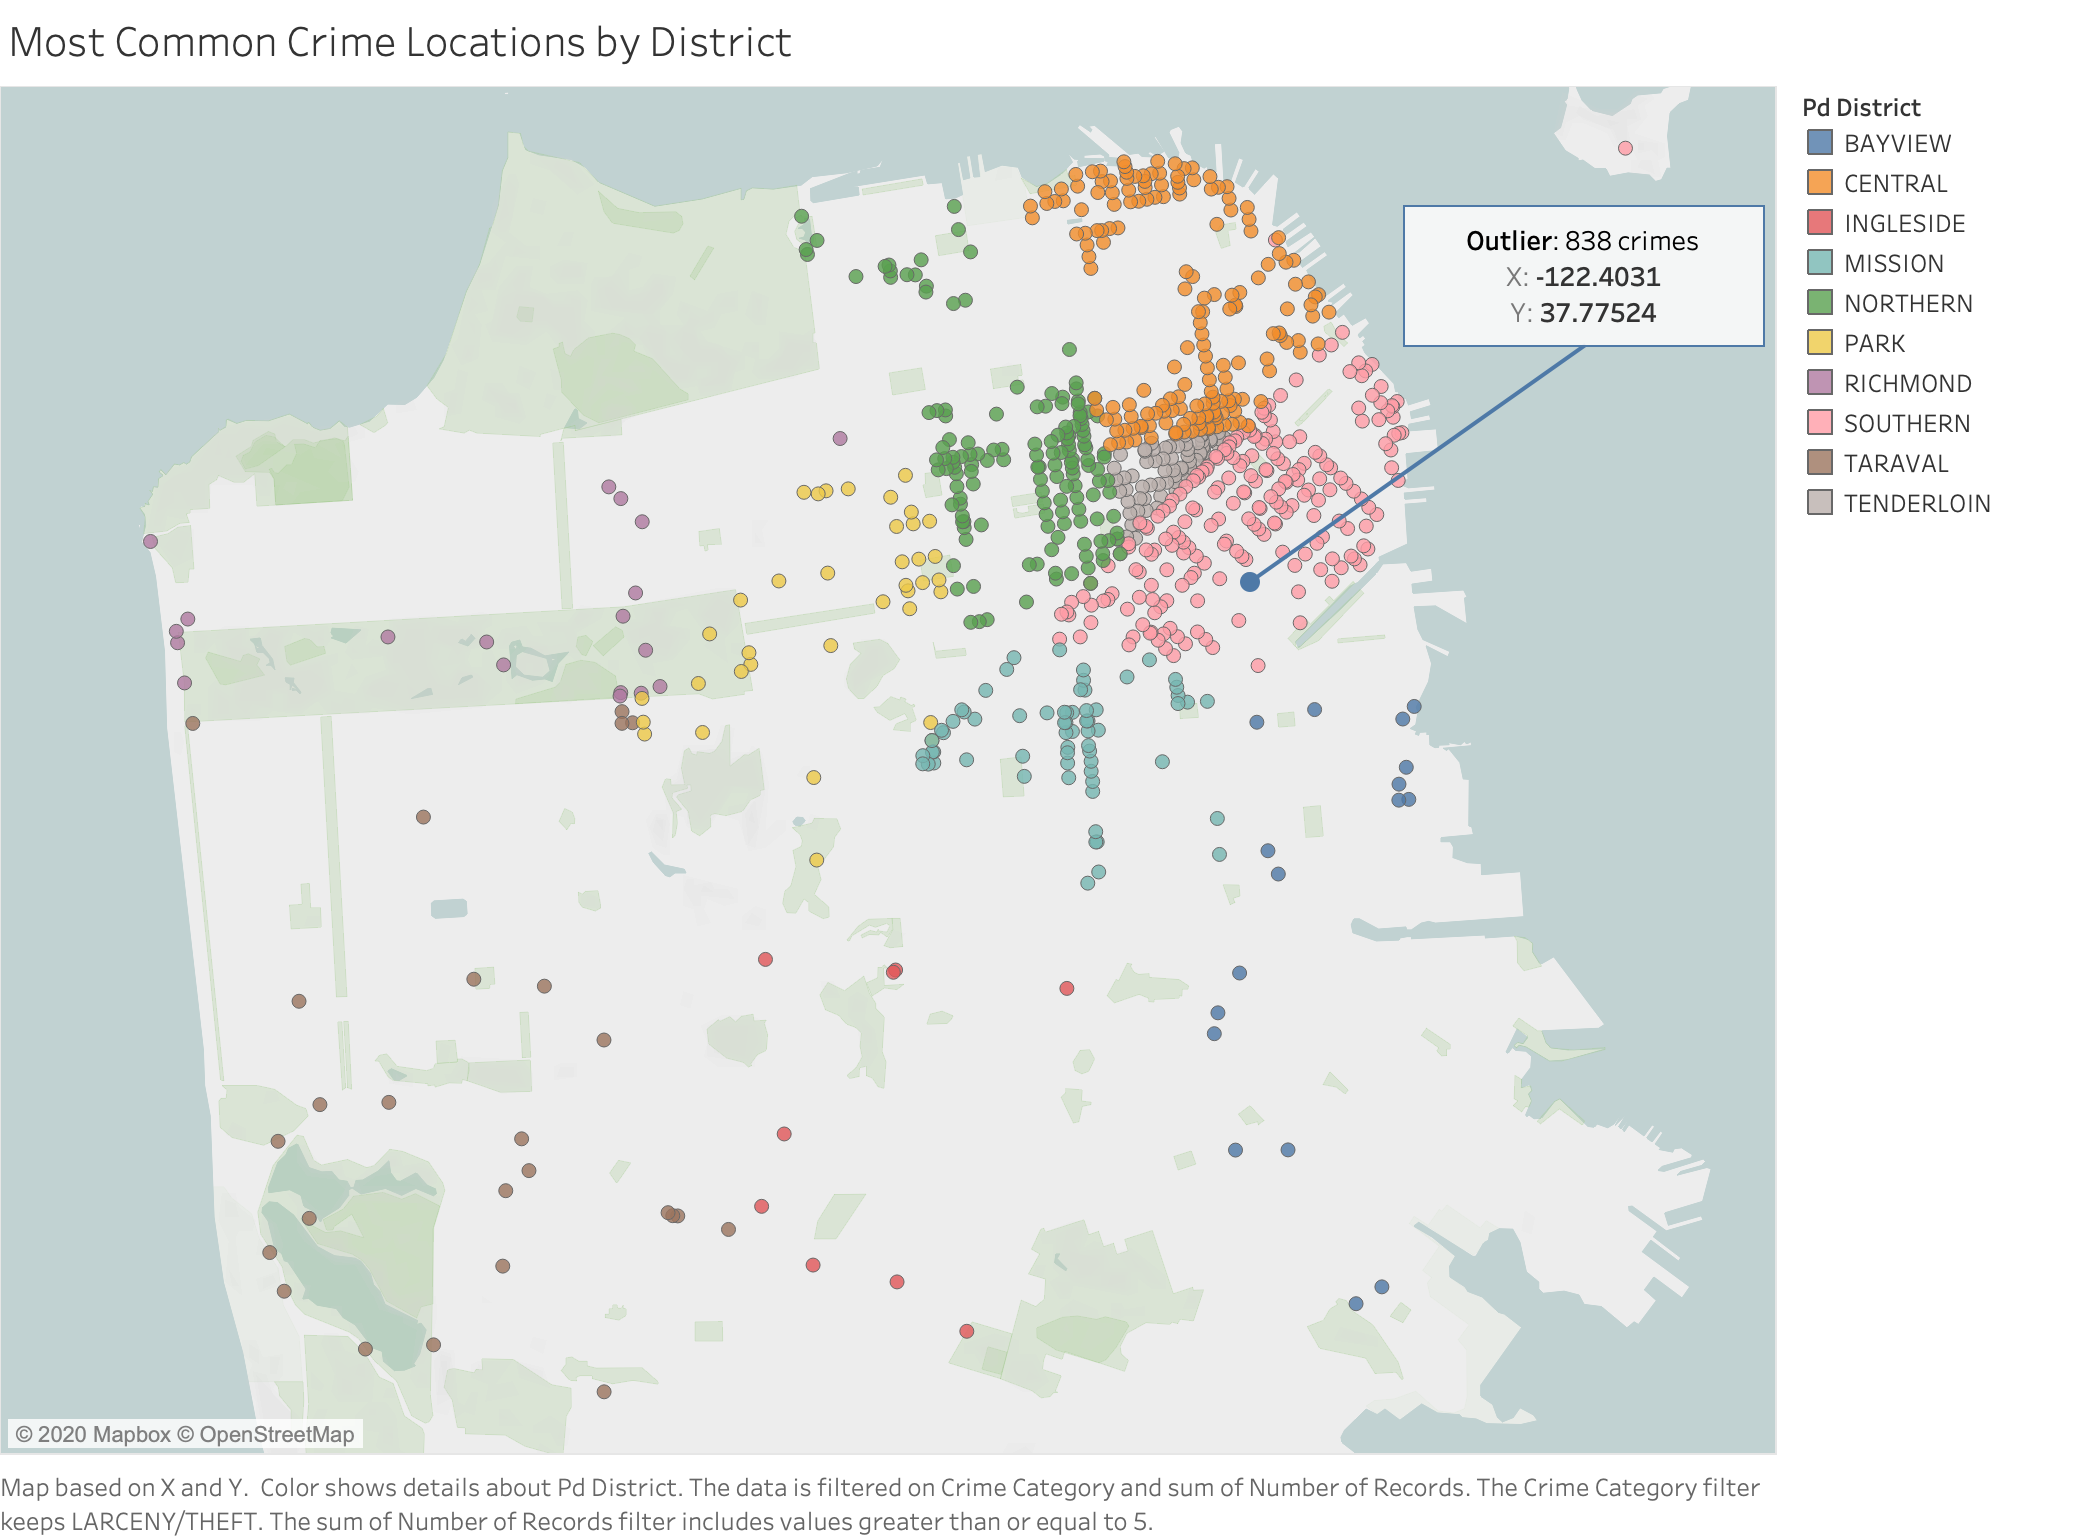 Most Common Crime Locations by District
Pd District
BAYVIEW
CENTRAL
INGLESIDE
MISSION
NORTHERN
PARK
RICHMOND
SOUTHERN
TARAVAL
TENDERLOIN
Outlier: 838 crimes
X: -122.4031
Y: 37.77524
© 2020 Mapbox © OpenStreetMap
Map based on X and Y.  Color shows details about Pd District. The data is filtered on Crime Category and sum of Number of Records. The Crime Category filter
keeps LARCENY/THEFT. The sum of Number of Records filter includes values greater than or equal to 5.